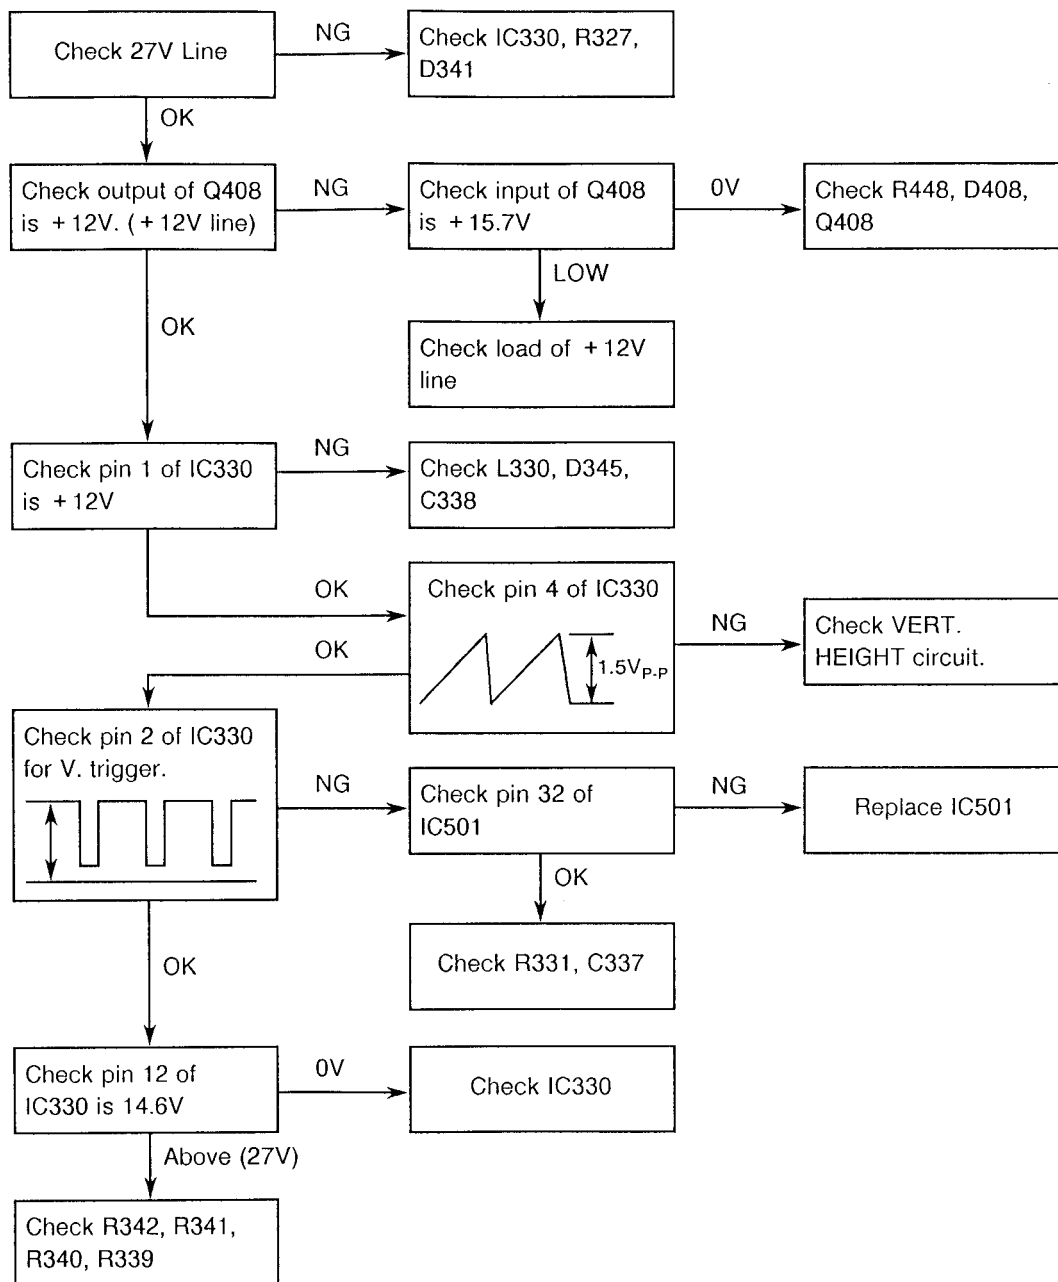 Check 27V Line
NG
Check IC330, R327,
D341
OK
Check output of Q408
is +12V. (+12V line)
NG
Check input of Q408
is +15.7V
0V
Check R448, D408,
Q408
LOW
OK
Check load of +12V
line
Check pin 1 of IC330
is +12V
NG
Check L330, D345,
C338
OK
Check pin 4 of IC330
1.5VP-P
NG
Check VERT.
HEIGHT circuit.
OK
Check pin 2 of IC330
for V. trigger.
NG
Check pin 32 of
IC501
NG
Replace IC501
OK
Check R331, C337
OK
Check pin 12 of
IC330 is 14.6V
0V
Check IC330
Above (27V)
Check R342, R341,
R340, R339